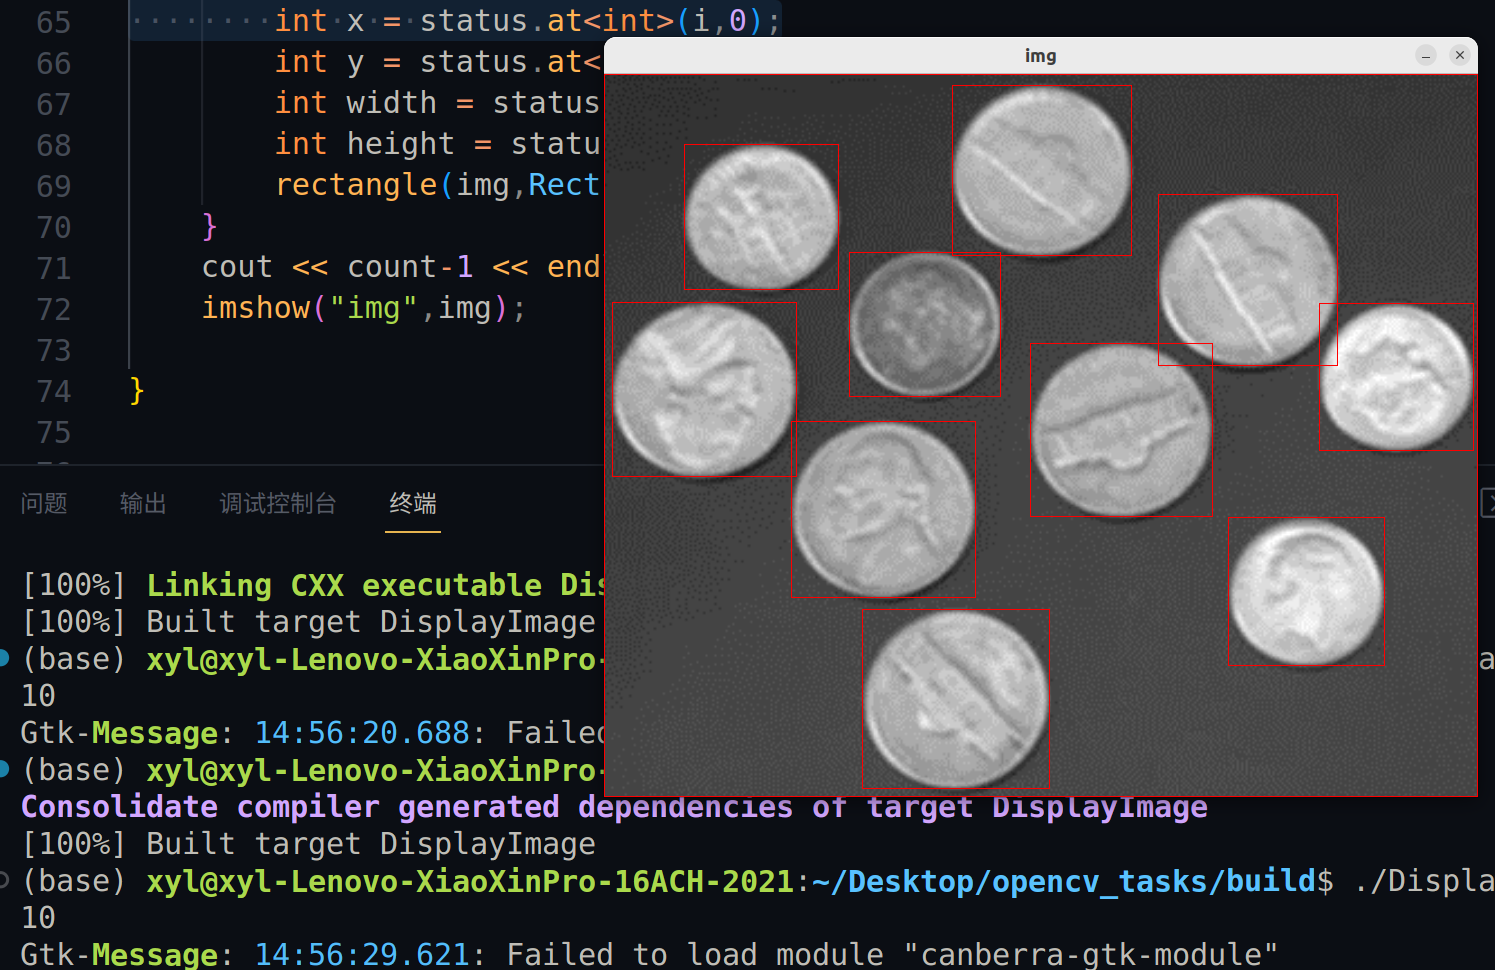 65 int x = status.at<int>(i,0);
img
66 int y = status.at<
67 int width = status
68 int height = statu
69 rectangle(img,Rect
70 }
71 cout << count-1 << end
72 imshow("img",img);
73
74 }
75
问题 输出 调试控制台 终端
[100%] Linking CXX executable Dis
[100%] Built target DisplayImage
(base) xyl@xyl-Lenovo-XiaoXinPro- a
10
Gtk-Message: 14:56:20.688: Failed
(base) xyl@xyl-Lenovo-XiaoXinPro-
Consolidate compiler generated dependencies of target DisplayImage
[100%] Built target DisplayImage
(base) xyl@xyl-Lenovo-XiaoXinPro-16ACH-2021:~/Desktop/opencv_tasks/build$ ./Displa
10
Gtk-Message: 14:56:29.621: Failed to load module "canberra-gtk-module"